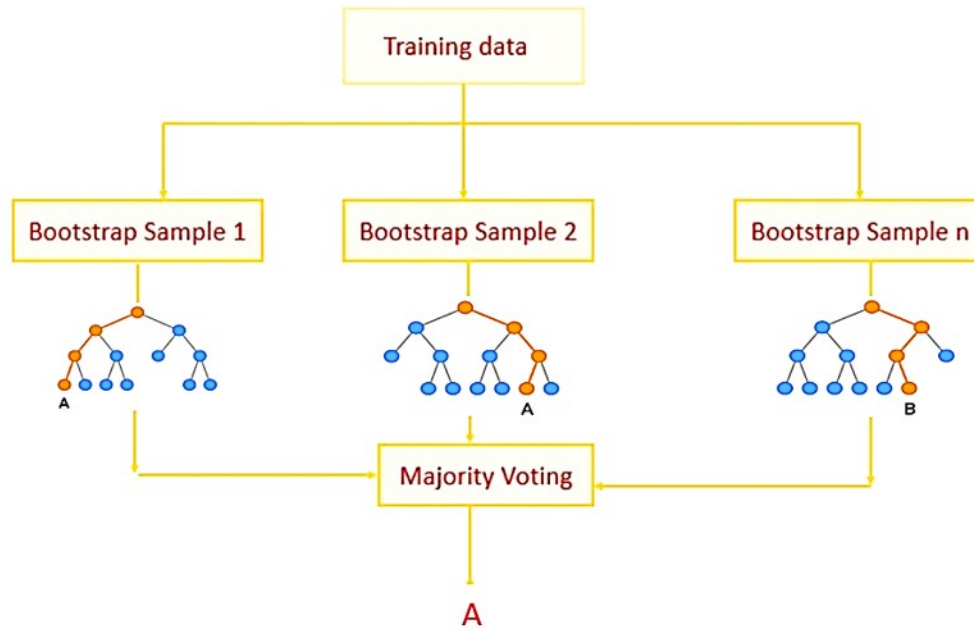 Training data
Bootstrap Sample 1
Bootstrap Sample 2
Bootstrap Sample n
A
A
B
Majority Voting
A